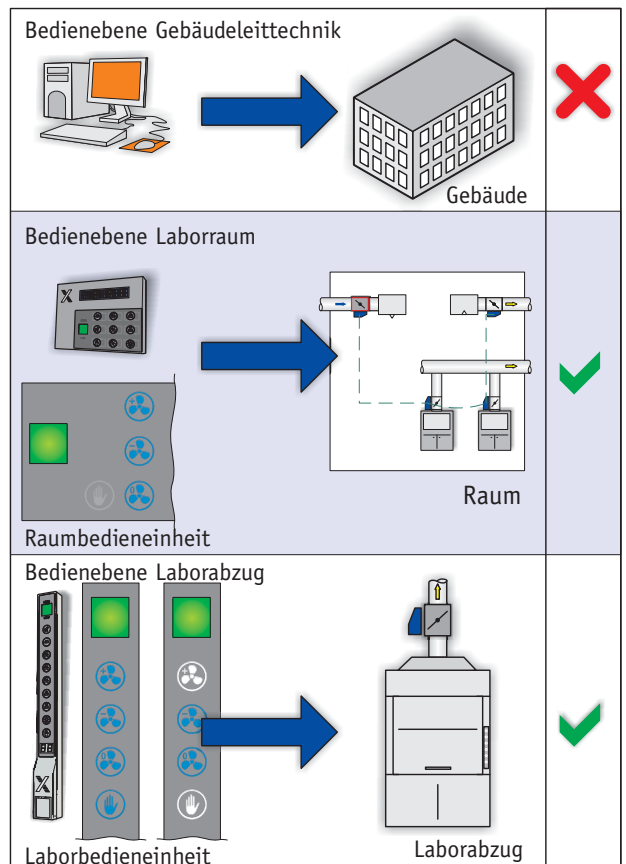 Bedienebene Gebäudeleittechnik
Gebäude
Bedienebene Laborraum
Raum
Raumbedieneinheit
Bedienebene Laborabzug
Laborbedieneinheit
Laborabzug